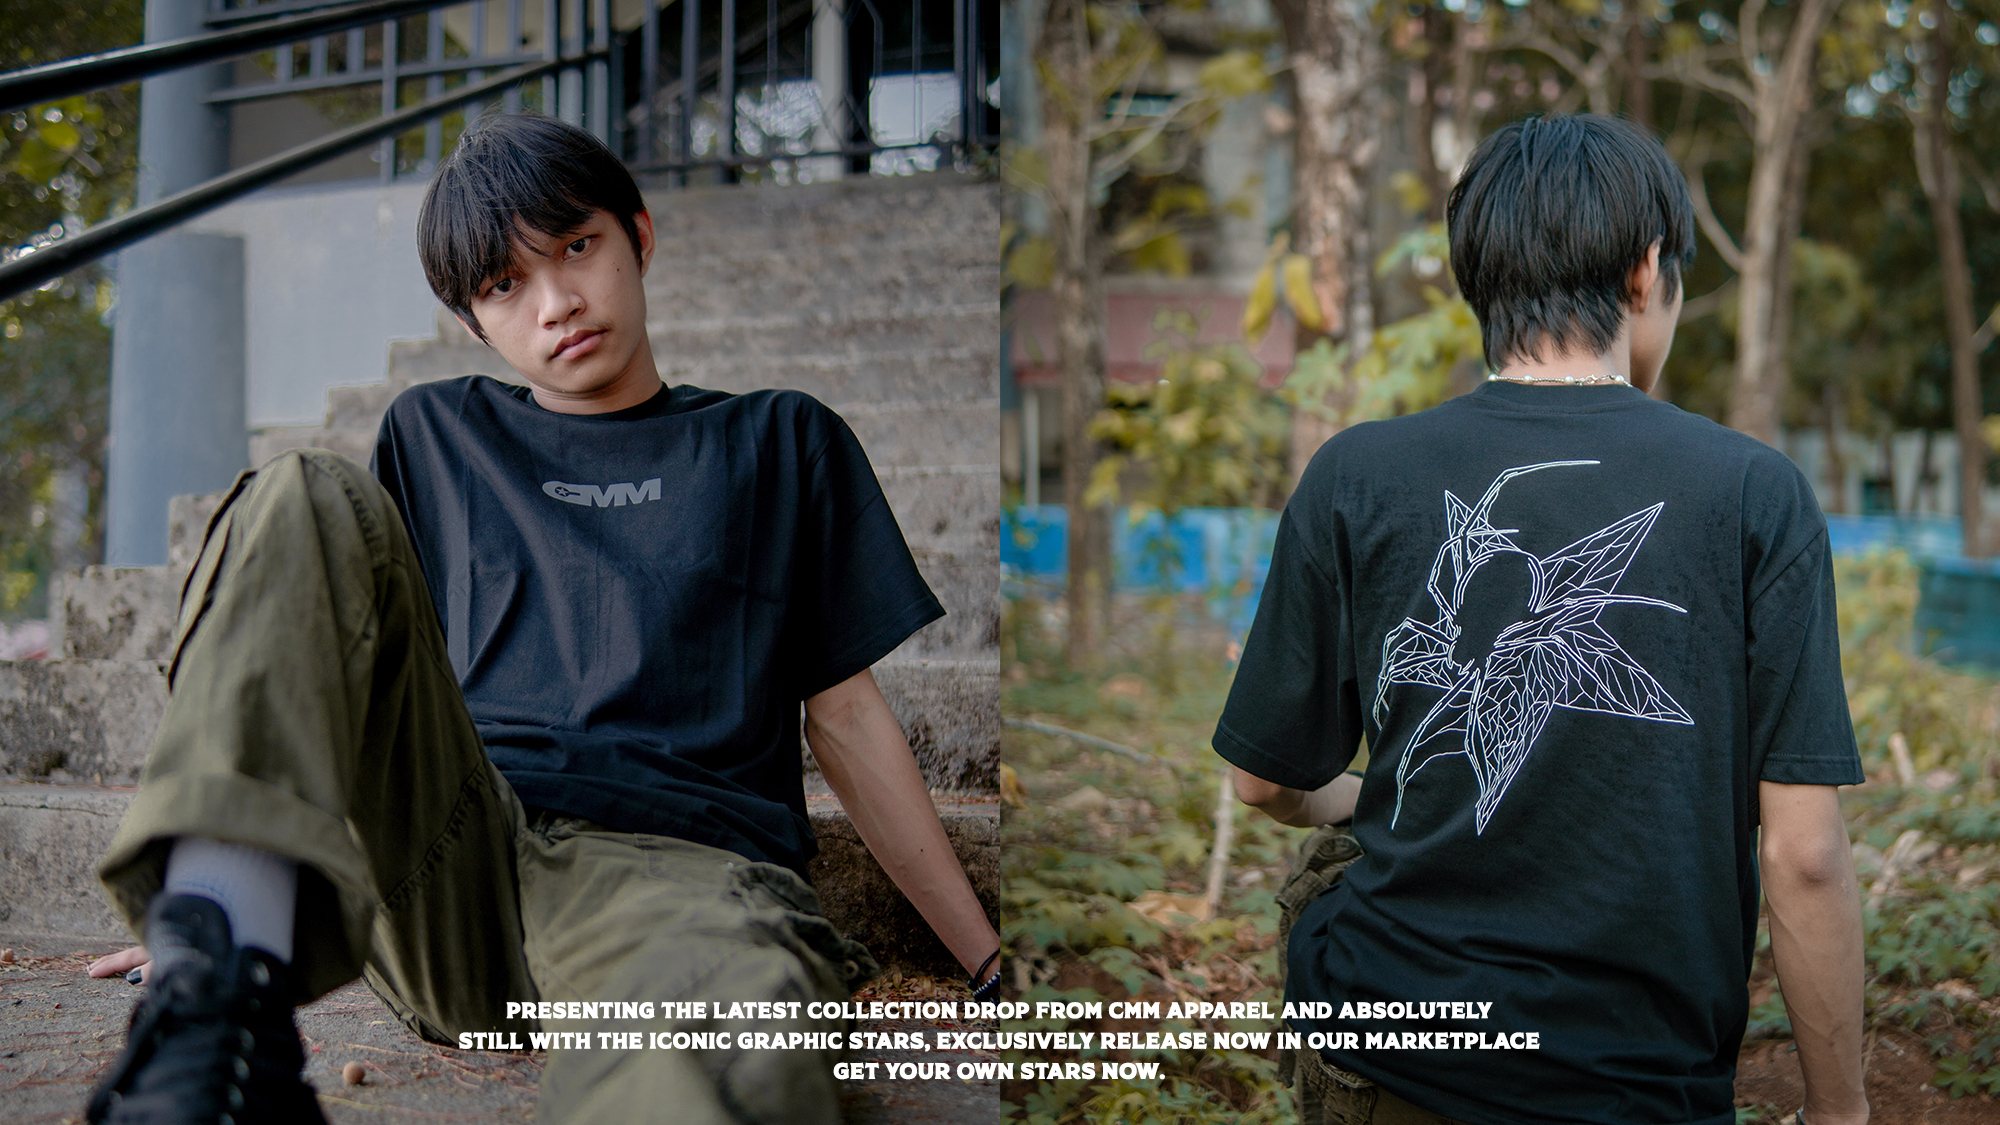 CMM
PRESENTING THE LATEST COLLECTION DROP FROM CMM APPAREL AND ABSOLUTELY
STILL WITH THE ICONIC GRAPHIC STARS, EXCLUSIVELY RELEASE NOW IN OUR MARKETPLACE
GET YOUR OWN STARS NOW.